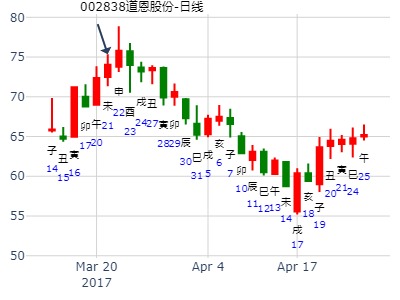 002838道恩股份-日线
80
75
70
65
60
55
50
子 丑 寅 卯 午 未 申 酉 戌 丑 寅 卯 辰 巳 戌 亥 子 卯 辰 巳 午 未 戌 亥 子 丑 寅 巳 午
14 15 16 17 20 21 22 23 24 27 28 29 30 31 5 6 7 10 11 12 13 14 17 18 19 20 21 24 25
Mar 20 Apr 4 Apr 17
2017